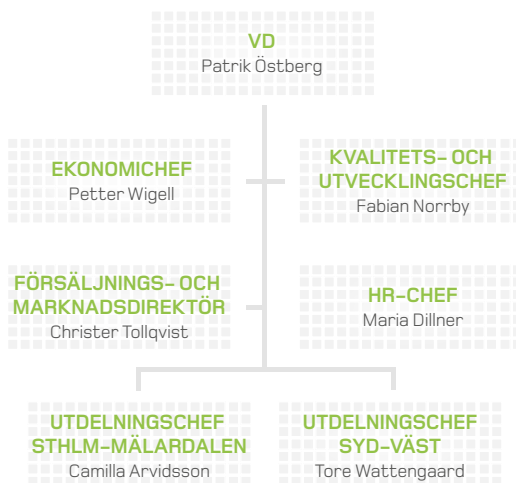 VD
Patrik Östberg
EKONOMICHEF
Petter Wigell
KVALITETS- OCH
UTVECKLINGSCHEF
Fabian Norrby
FÖRSÄLJNINGS- OCH
MARKNADSDIREKTÖR
Christer Tollqvist
HR-CHEF
Maria Dillner
UTDELNINGSCHEF
STHLM-MÄLARDALEN
Camilla Arvidsson
UTDELNINGSCHEF
SYD-VÄST
Tore Wattengaard